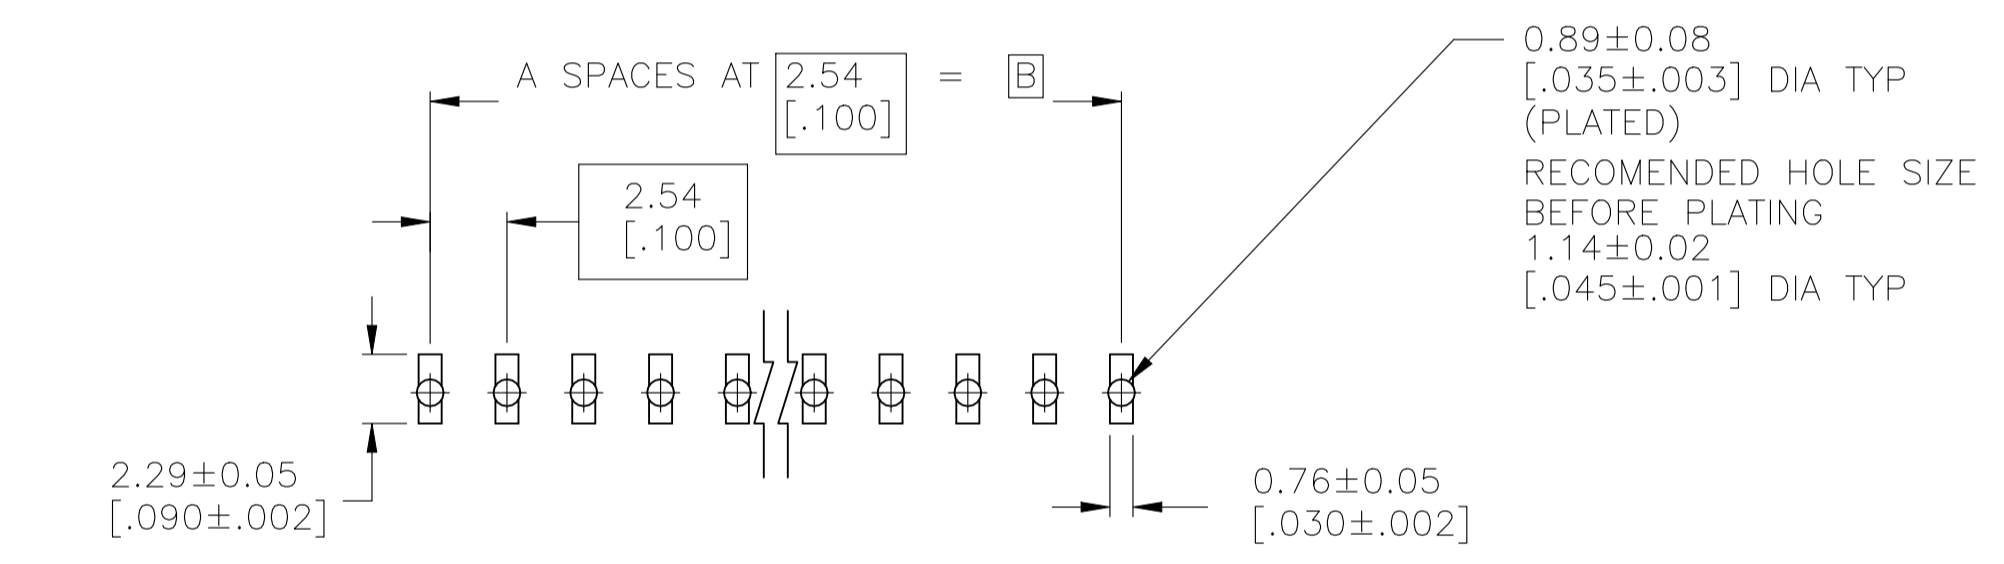 A SPACES AT 2.54 = B
[.100]
2.54
[.100]
0.89±0.08
[.035±.003] DIA TYP
(PLATED)
RECOMENDED HOLE SIZE
BEFORE PLATING
1.14±0.02
[.045±.001] DIA TYP
2.29±0.05
[.090±.002]
0.76±0.05
[.030±.002]